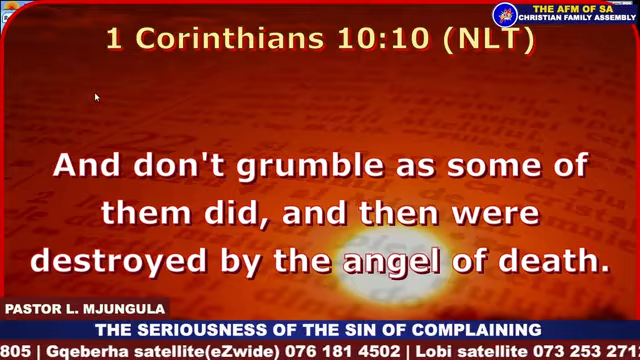 THE AFM OF SA
CHRISTIAN FAMILY ASSEMBLY
1 Corinthians 10:10 (NLT)
And don't grumble as some of
them did, and then were
destroyed by the angel of death.
PASTOR L. MJUNGULA
THE SERIOUSNESS OF THE SIN OF COMPLAINING
805 | Gqeberha satellite(eZwide) 076 181 4502 | Lobi satellite 073 253 274